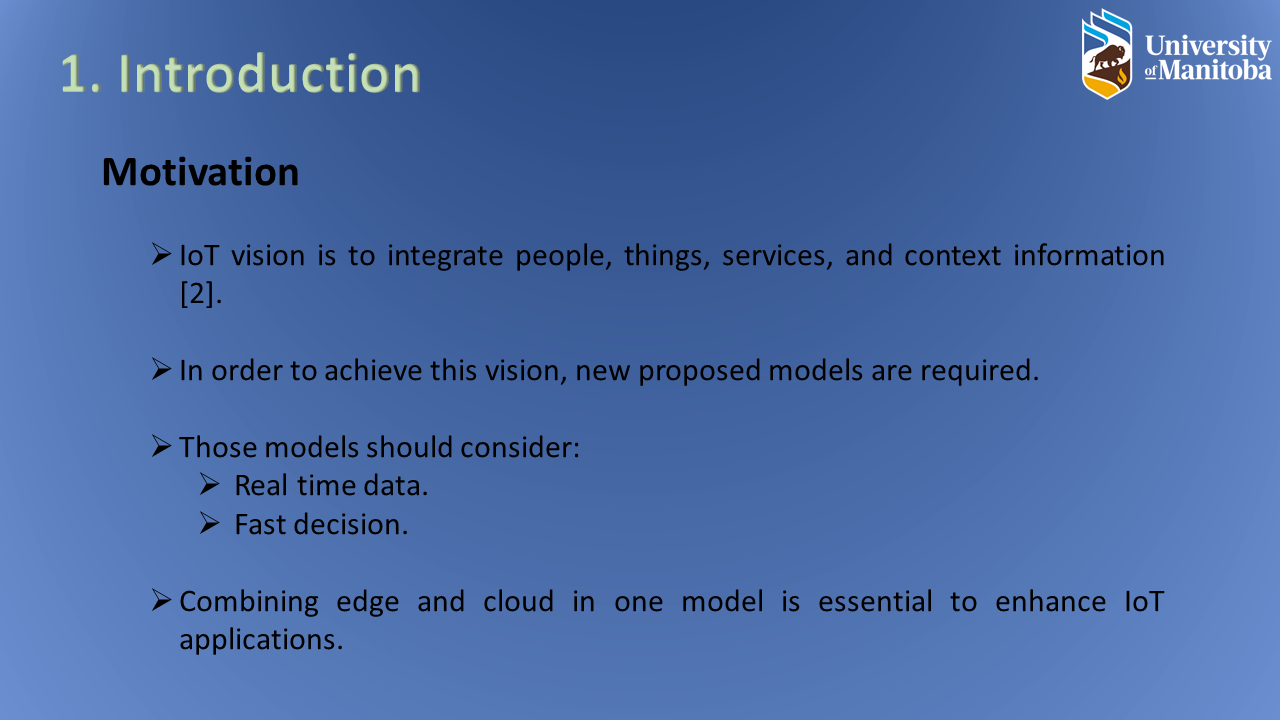 1. Introduction
University
of Manitoba
Motivation
➢ IoT vision is to integrate people, things, services, and context information
[2].
➢ In order to achieve this vision, new proposed models are required.
➢ Those models should consider:
➢ Real time data.
➢ Fast decision.
➢ Combining edge and cloud in one model is essential to enhance IoT
applications.